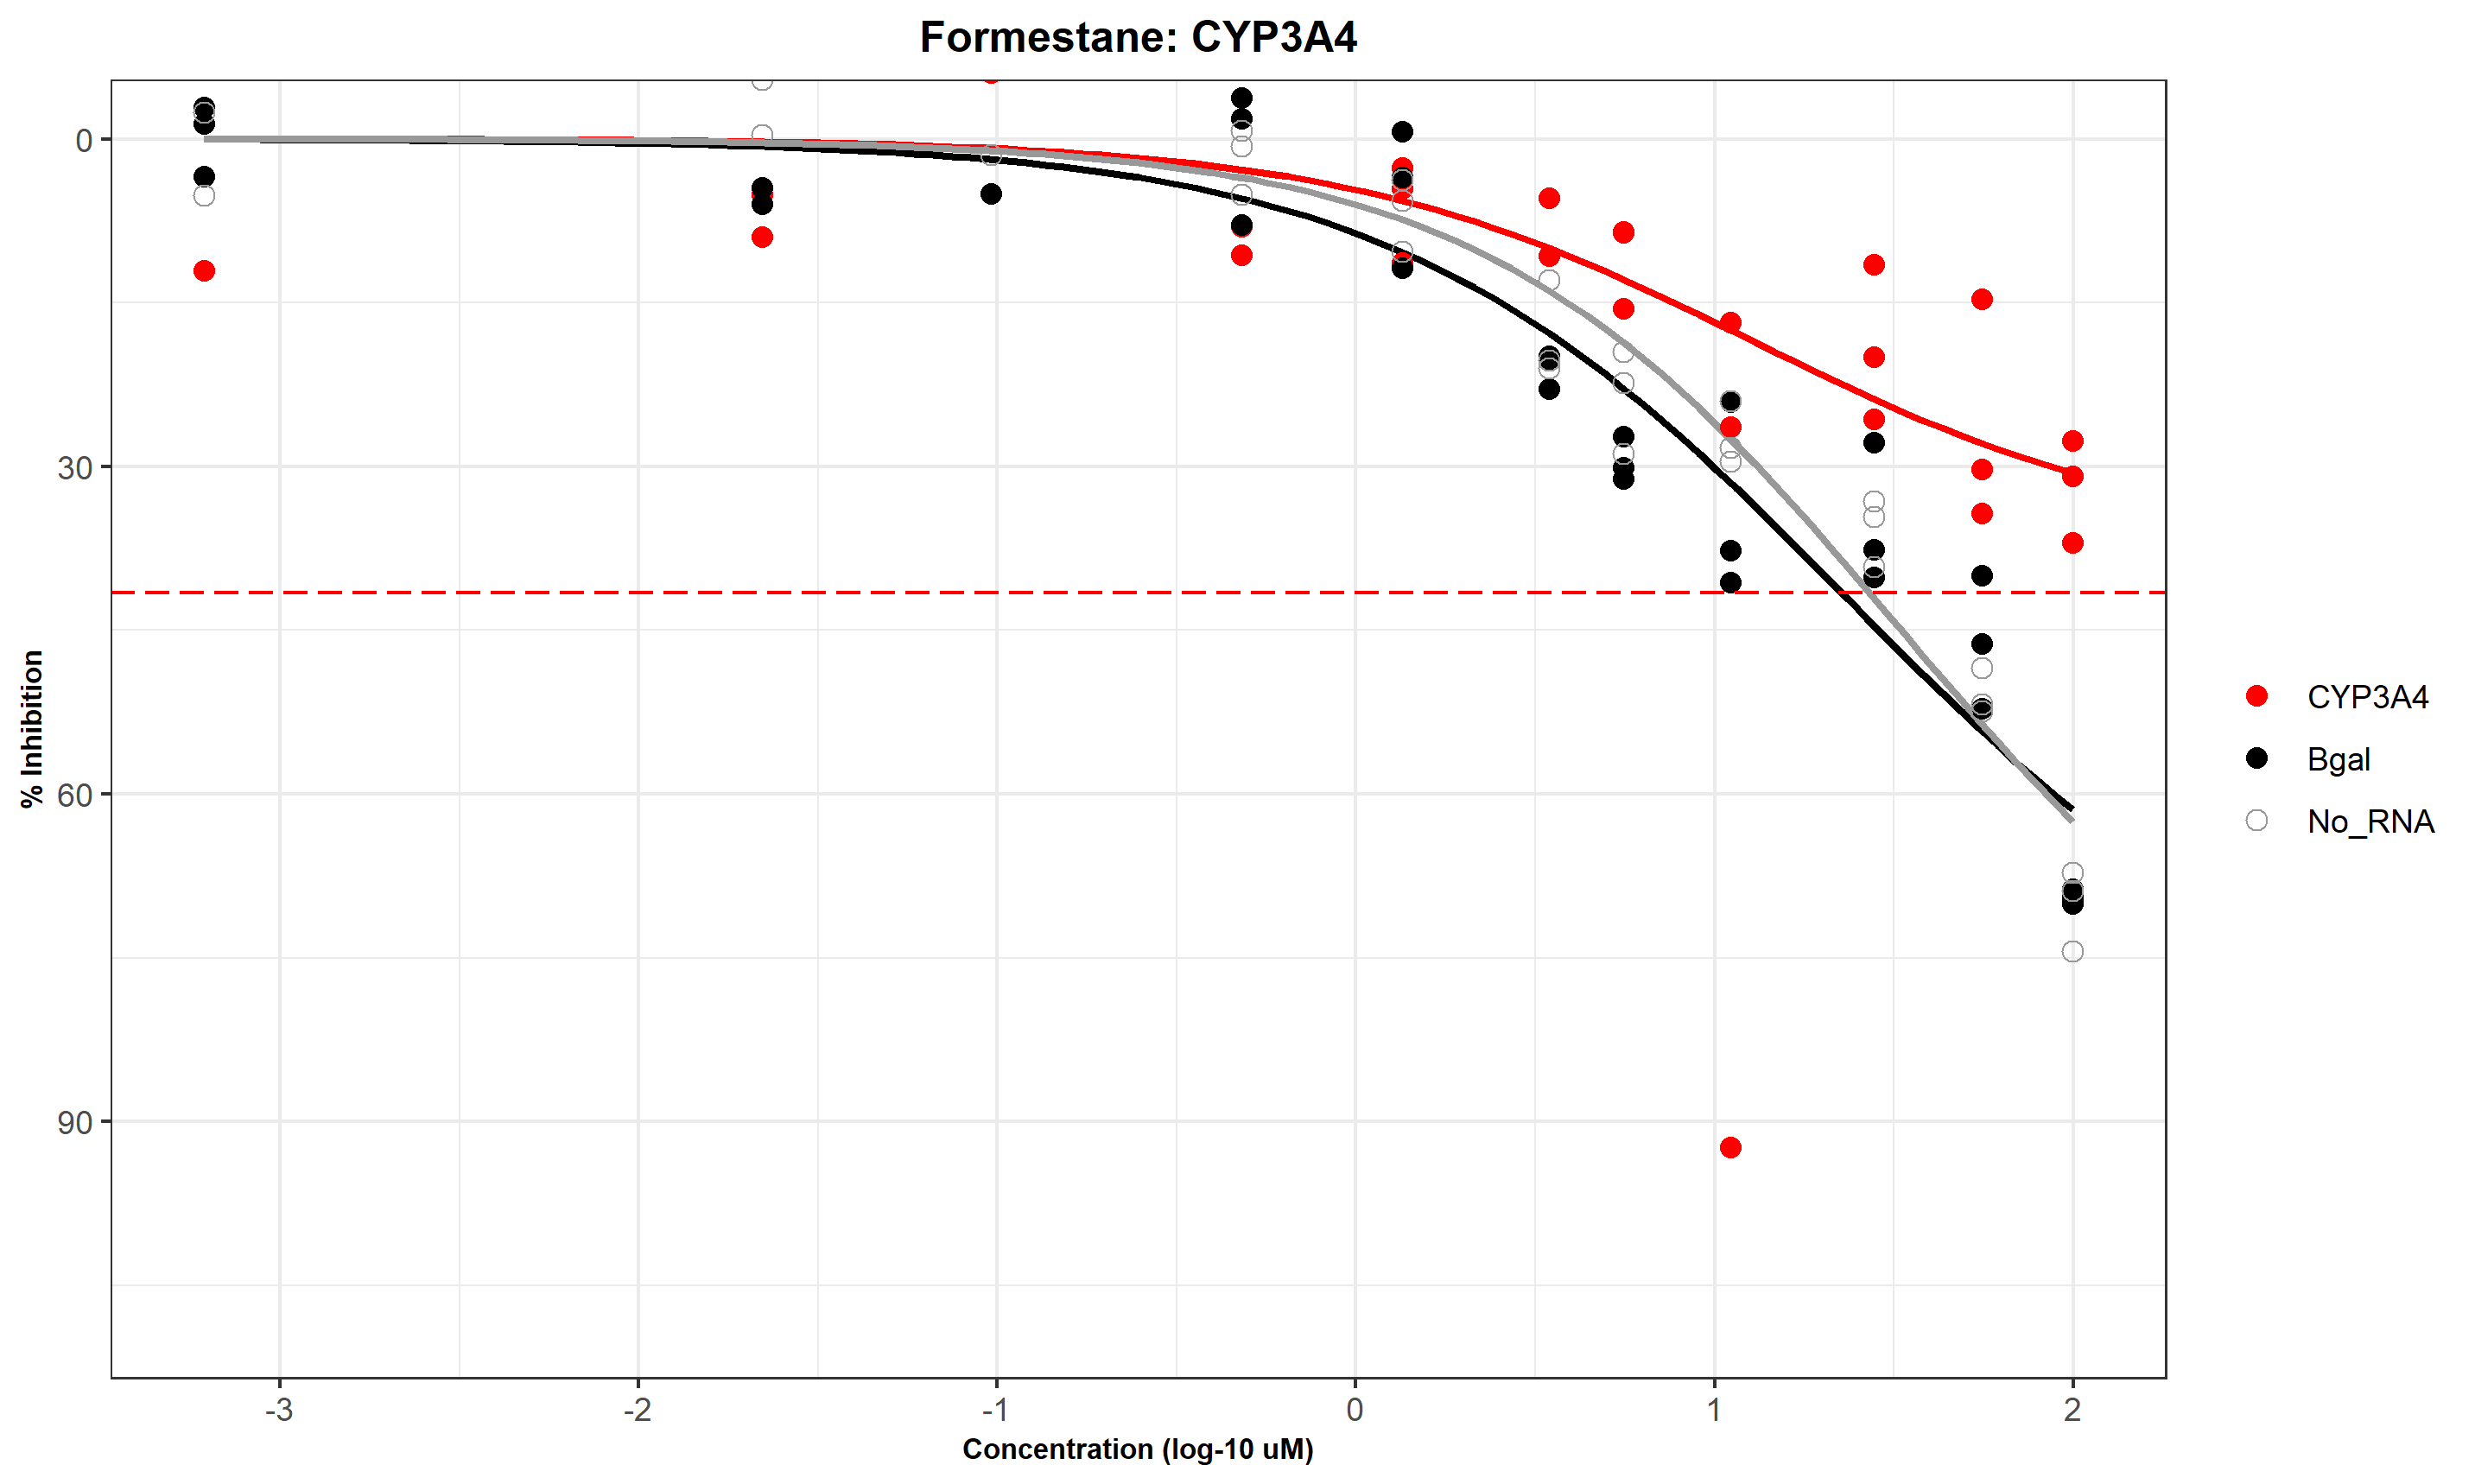 Formestane: CYP3A4
% Inhibition
0
30
60
90
-3
-2
-1
0
1
2
Concentration (log-10 uM)
CYP3A4
Bgal
No_RNA